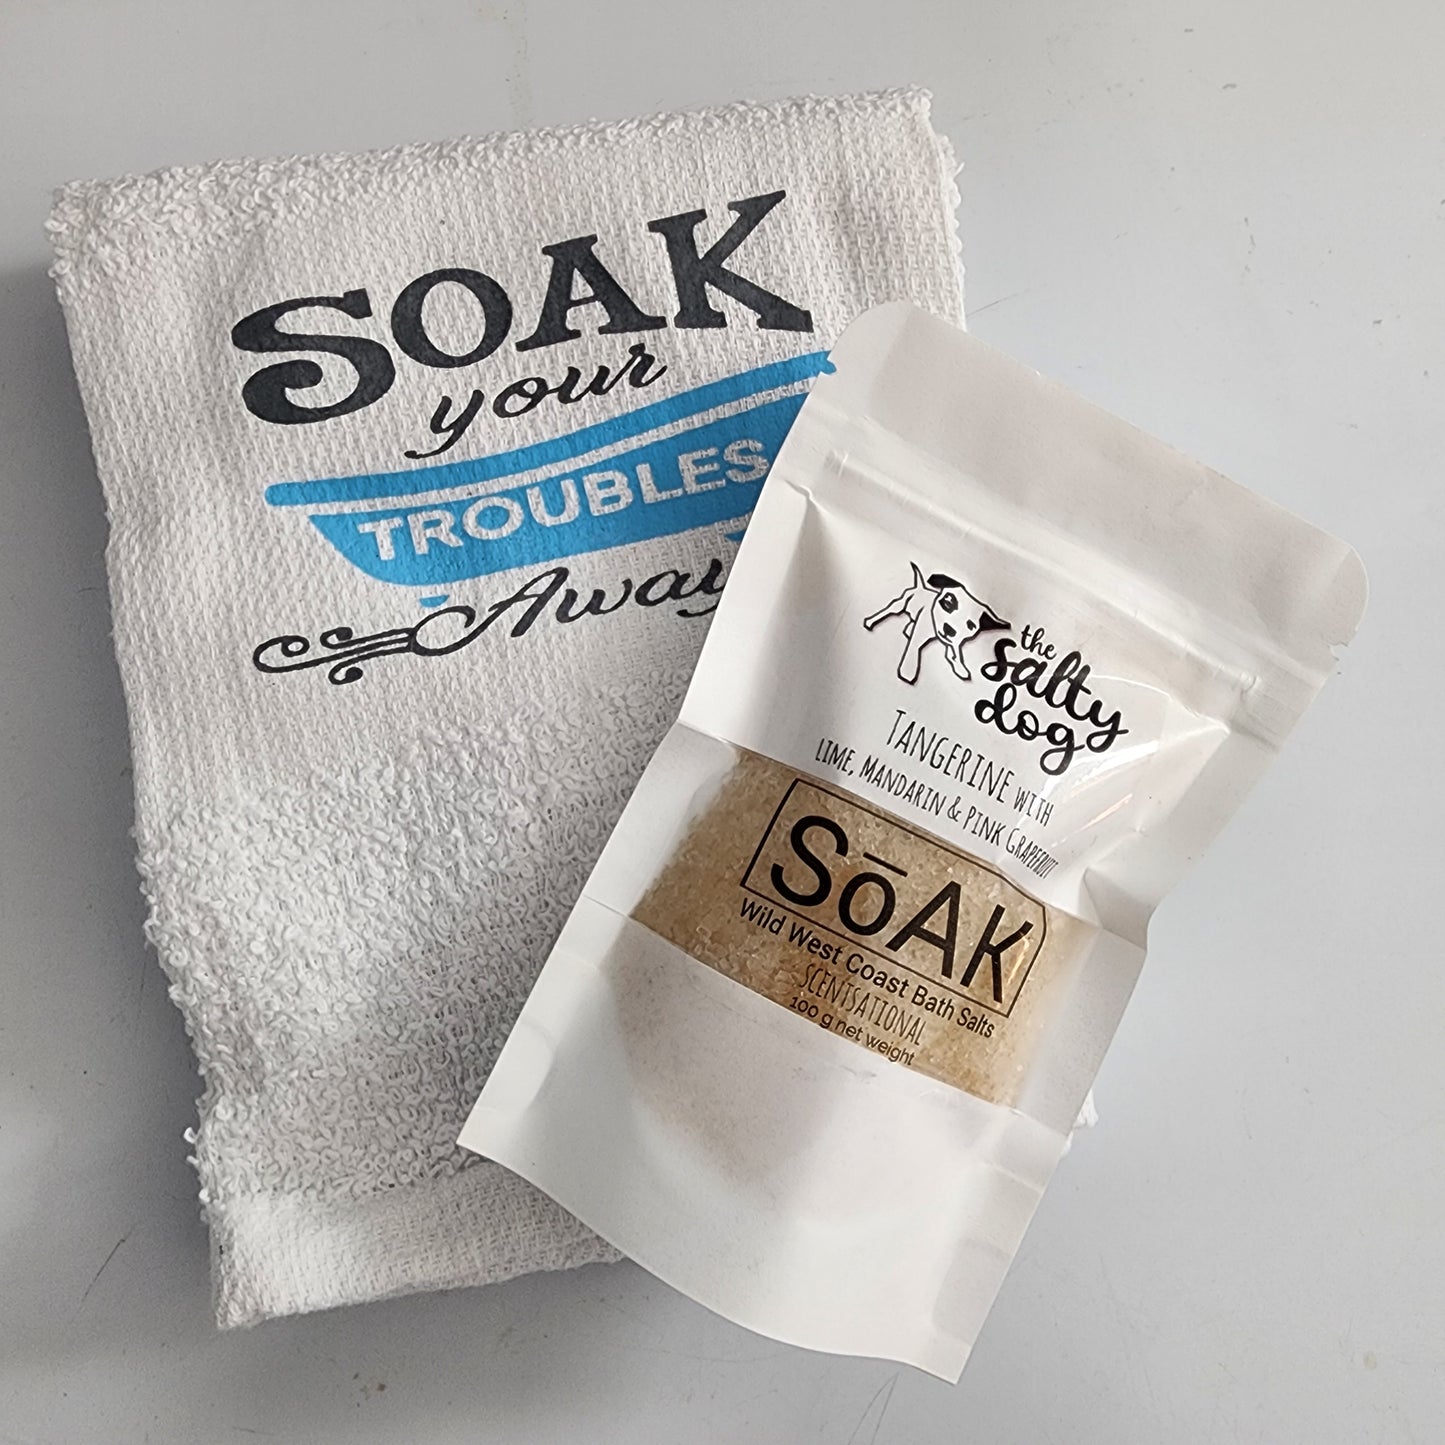 SOAK
your
TROUBLES
Away
the
salty
dog
TANGERINE WITH
LIME, MANDARIN & PINK GRAPEFRUIT
SōAK
Wild West Coast Bath Salts
SCENTSATIONAL
100 g net weight